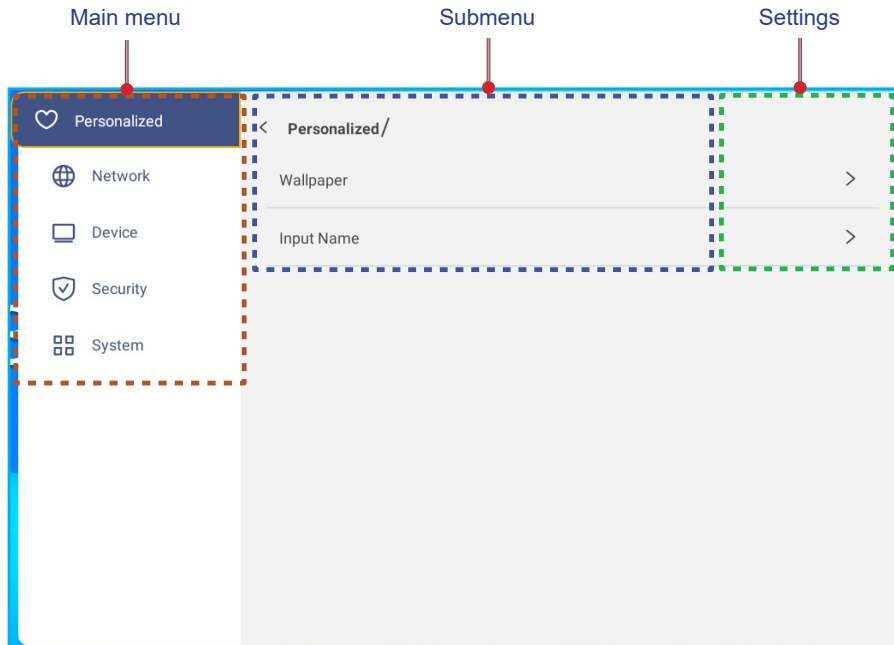 Main menu Submenu Settings
Personalized
Network
Device
Security
System
Personalized/
Wallpaper
Input Name